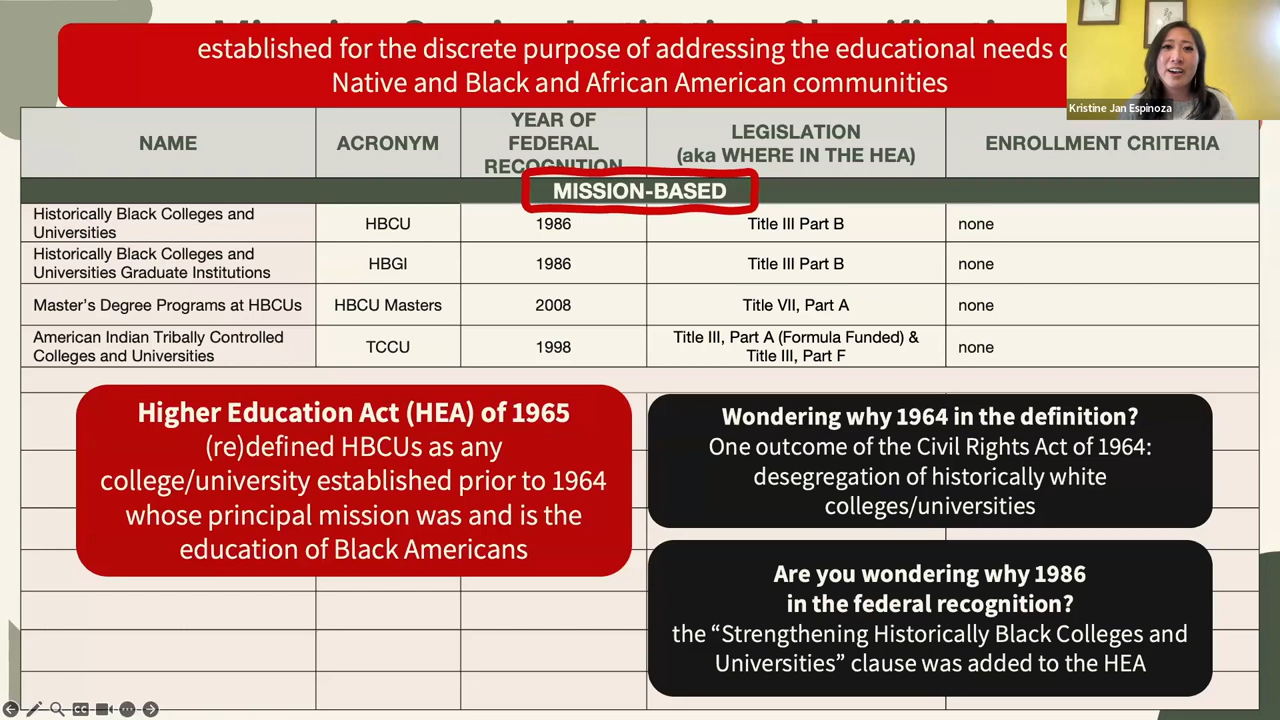 established for the discrete purpose of addressing the educational needs
Native and Black and African American communities
Kristine Jan Espinoza
NAME
ACRONYM
YEAR OF
FEDERAL
RECOGNITION
LEGISLATION
(aka WHERE IN THE HEA)
ENROLLMENT CRITERIA
MISSION-BASED
Historically Black Colleges and
Universities
HBCU
1986
Title III Part B
none
Historically Black Colleges and
Universities Graduate Institutions
HBGI
1986
Title III Part B
none
Master's Degree Programs at HBCUs
HBCU Masters
2008
Title VII, Part A
none
American Indian Tribally Controlled
Colleges and Universities
TCCU
1998
Title III, Part A (Formula Funded) &
Title III, Part F
none
Higher Education Act (HEA) of 1965
(re)defined HBCUs as any
college/university established prior to 1964
whose principal mission was and is the
education of Black Americans
Wondering why 1964 in the definition?
One outcome of the Civil Rights Act of 1964:
desegregation of historically white
colleges/universities
Are you wondering why 1986
in the federal recognition?
the “Strengthening Historically Black Colleges and
Universities” clause was added to the HEA
CC